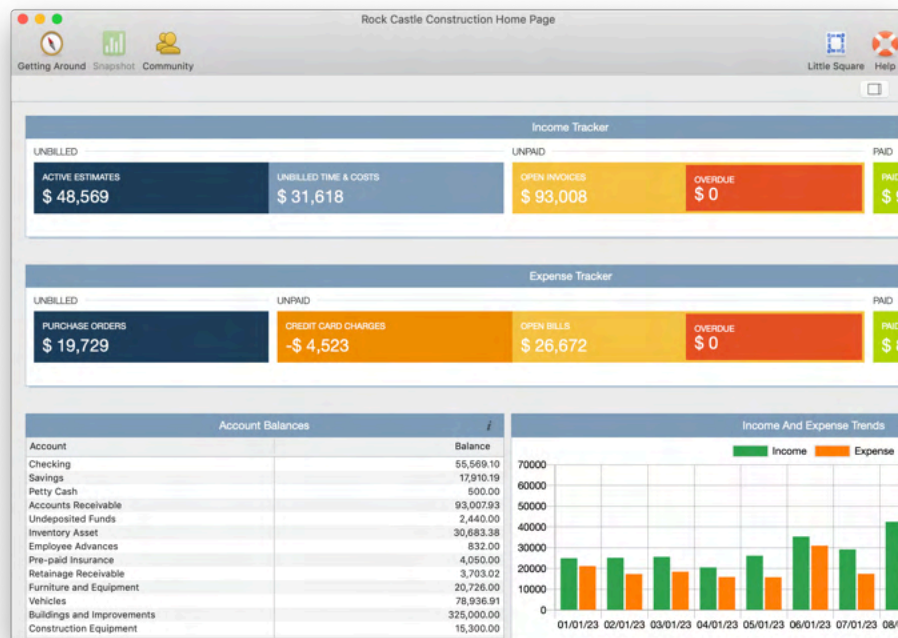 Rock Castle Construction Home Page
Getting Around Snapshot Community Little Square Help
Income Tracker
UNBILLED UNPAID PAID
ACTIVE ESTIMATES UNBILLED TIME & COSTS OPEN INVOICES OVERDUE
$ 48,569 $ 31,618 $ 93,008 $ 0
Expense Tracker
UNBILLED UNPAID PAID
PURCHASE ORDERS CREDIT CARD CHARGES OPEN BILLS OVERDUE
$ 19,729 -$ 4,523 $ 26,672 $ 0
Account Balances i
Account Balance
Checking 55,569.10
Savings 17,910.19
Petty Cash 500.00
Accounts Receivable 93,007.93
Undeposited Funds 2,440.00
Inventory Asset 30,683.38
Employee Advances 832.00
Pre-paid Insurance 4,050.00
Retainage Receivable 3,703.02
Furniture and Equipment 20,726.00
Vehicles 78,936.91
Buildings and Improvements 325,000.00
Construction Equipment 15,300.00
Income And Expense Trends
Income Expense
70000
60000
50000
40000
30000
20000
10000
0
01/01/23 02/01/23 03/01/23 04/01/23 05/01/23 06/01/23 07/01/23